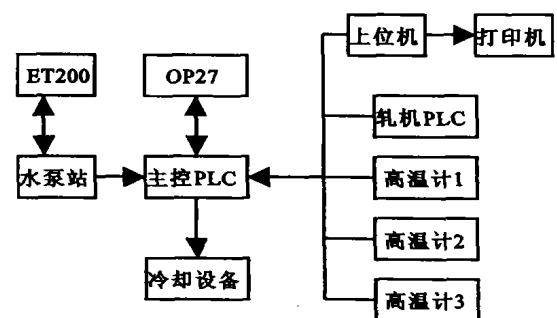 上位机
打印机
ET200
OP27
轧机PLC
水泵站
主控PLC
高温计1
高温计2
冷却设备
高温计3